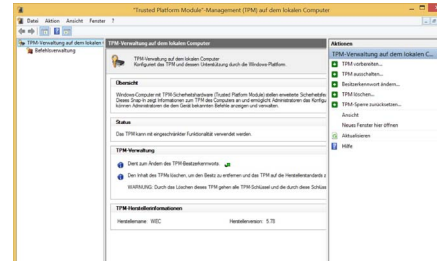 "Trusted Platform Module"-Management (TPM) auf dem lokalen Computer
Datei Aktion Ansicht Fenster ?
TPM-Verwaltung auf dem lokalen
Befehlsverwaltung
TPM-Verwaltung auf dem lokalen Computer
TPM-Verwaltung auf dem lokalen Computer
Konfiguriert das TPM und dessen Unterstützung durch die Windows-Plattform.
Übersicht
Windows-Computer mit TPM-Sicherheitshardware (Trusted Platform Module) stellen erweiterte Sicherheitsfu
Dieses Snap-in zeigt Informationen zum TPM des Computers an und ermöglicht Administratoren das Konfigu
können Administratoren die dem Gerät bekannten Befehle anzeigen und verwalten.
Status
Das TPM kann mit eingeschränkter Funktionalität verwendet werden.
TPM-Verwaltung
Dient zum Ändern des TPM-Besitzerkennworts.
Den Inhalt des TPMs löschen, um den Besitz zu entfernen und das TPM auf die Herstellerstandards z
WARNUNG: Durch das Löschen dieses TPM gehen alle TPM-Schlüssel und die durch diese Schlüsse
TPM-Herstellerinformationen
Herstellername: WEC Herstellerversion: 5.78
Aktionen
TPM-Verwaltung auf dem lokalen C...
TPM vorbereiten...
TPM ausschalten...
Besitzerkennwort ändern...
TPM löschen...
TPM-Sperre zurücksetzen...
Ansicht
Neues Fenster hier öffnen
Aktualisieren
Hilfe